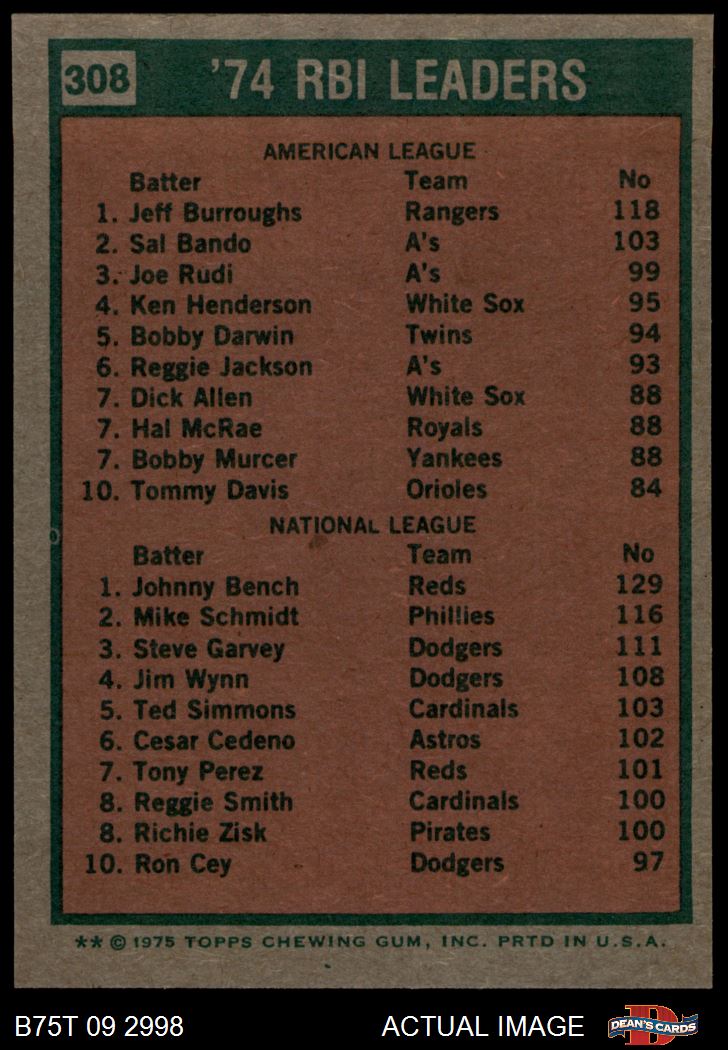 308 '74 RBI LEADERS
AMERICAN LEAGUE
Batter Team No
1. Jeff Burroughs Rangers 118
2. Sal Bando A's 103
3. Joe Rudi A's 99
4. Ken Henderson White Sox 95
5. Bobby Darwin Twins 94
6. Reggie Jackson A's 93
7. Dick Allen White Sox 88
7. Hal McRae Royals 88
7. Bobby Murcer Yankees 88
10. Tommy Davis Orioles 84
NATIONAL LEAGUE
Batter Team No
1. Johnny Bench Reds 129
2. Mike Schmidt Phillies 116
3. Steve Garvey Dodgers 111
4. Jim Wynn Dodgers 108
5. Ted Simmons Cardinals 103
6. Cesar Cedeno Astros 102
7. Tony Perez Reds 101
8. Reggie Smith Cardinals 100
8. Richie Zisk Pirates 100
10. Ron Cey Dodgers 97
** © 1975 TOPPS CHEWING GUM, INC. PRTD IN U.S.A.
B75T 09 2998 ACTUAL IMAGE D DEAN'S CARDS